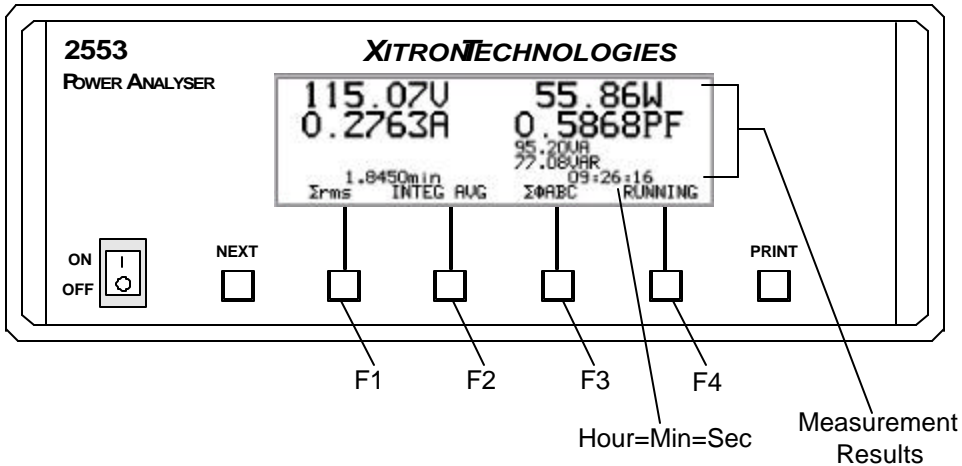 2553
XITRONTECHNOLOGIES
POWER ANALYSER
115.07V 55.86W
0.2763A 0.5868PF
95.20VA
77.08VAR
1.8450min 09:26:16
Σrms INTEG AVG ΣΦABC RUNNING
ON
OFF
NEXT
PRINT
F1 F2 F3 F4
Hour=Min=Sec
Measurement
Results